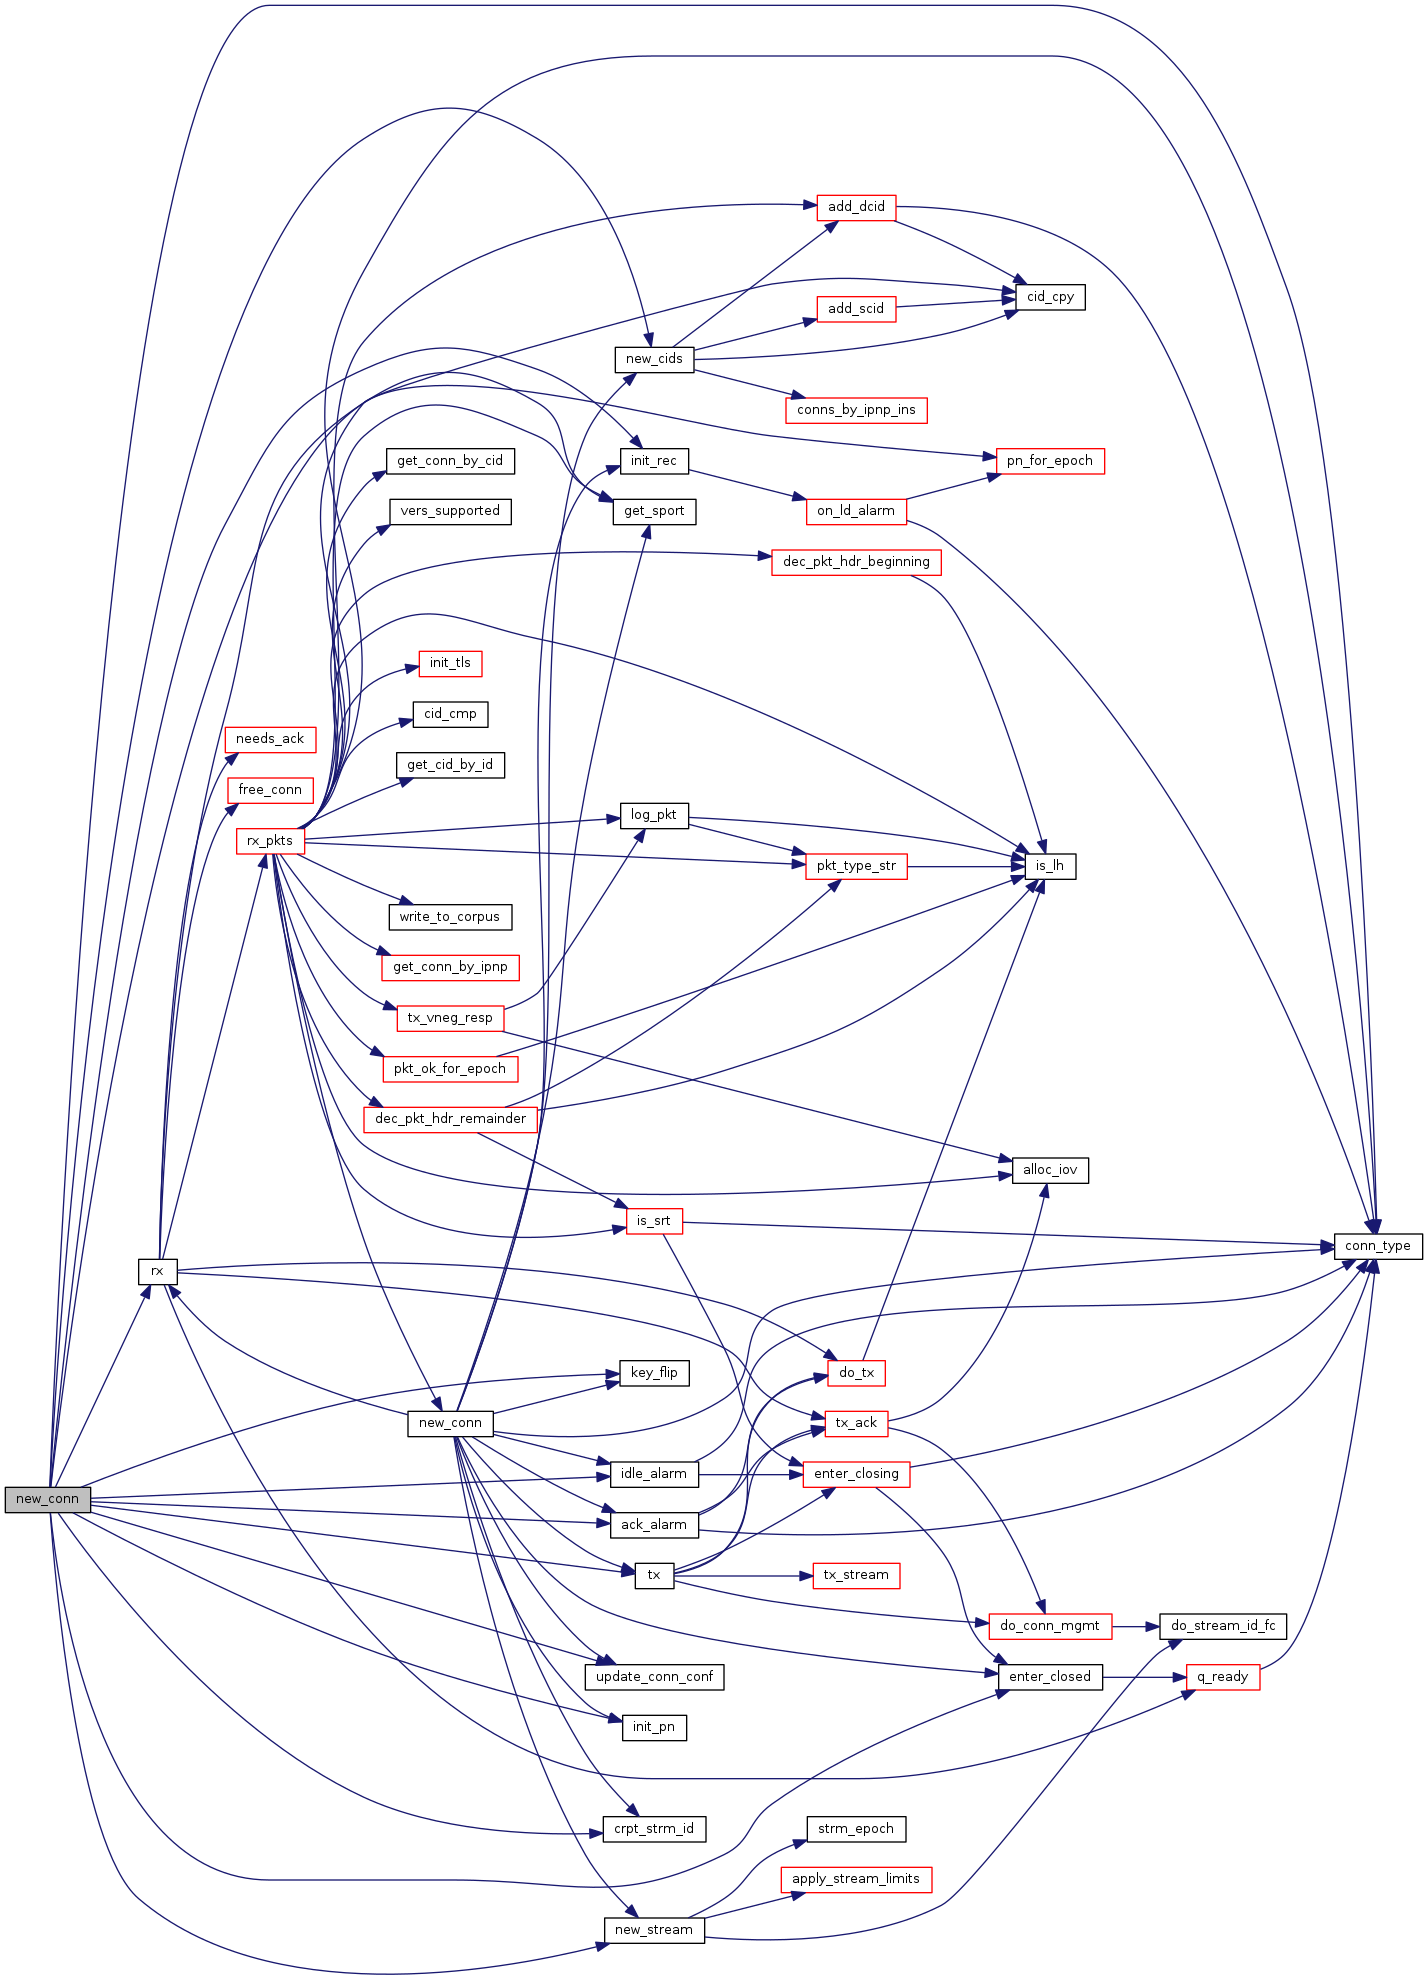 add_dcid
cid_cpy
add_scid
new_cids
conns_by_ipnp_ins
get_conn_by_cid
init_rec
pn_for_epoch
vers_supported
get_sport
on_ld_alarm
dec_pkt_hdr_beginning
init_tls
cid_cmp
needs_ack
get_cid_by_id
free_conn
log_pkt
rx_pkts
pkt_type_str
is_lh
write_to_corpus
get_conn_by_ipnp
tx_vneg_resp
pkt_ok_for_epoch
dec_pkt_hdr_remainder
alloc_iov
is_srt
conn_type
rx
key_flip
do_tx
new_conn
tx_ack
idle_alarm
enter_closing
new_conn
ack_alarm
tx
tx_stream
do_conn_mgmt
do_stream_id_fc
update_conn_conf
enter_closed
q_ready
init_pn
crpt_strm_id
strm_epoch
apply_stream_limits
new_stream